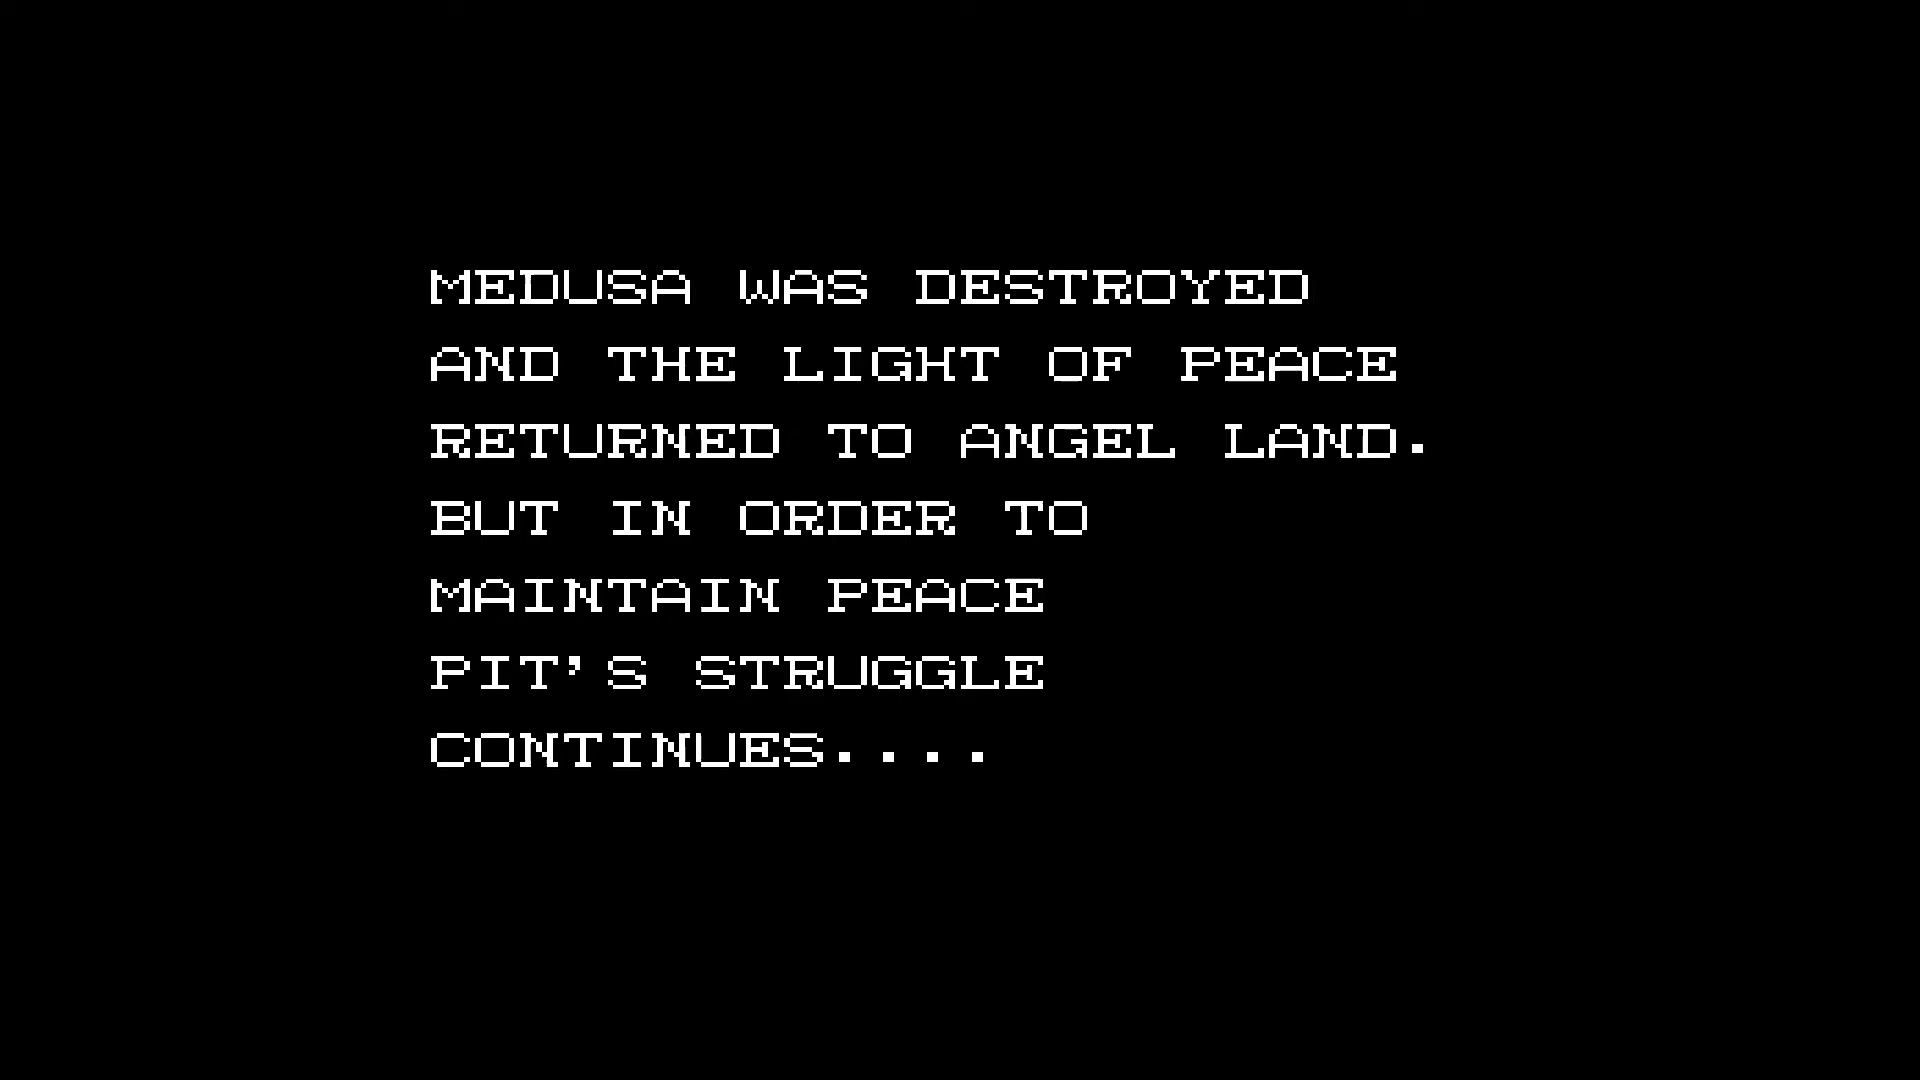 MEDUSA WAS DESTROYED
AND THE LIGHT OF PEACE
RETURNED TO ANGEL LAND.
BUT IN ORDER TO
MAINTAIN PEACE
PIT'S STRUGGLE
CONTINUES....